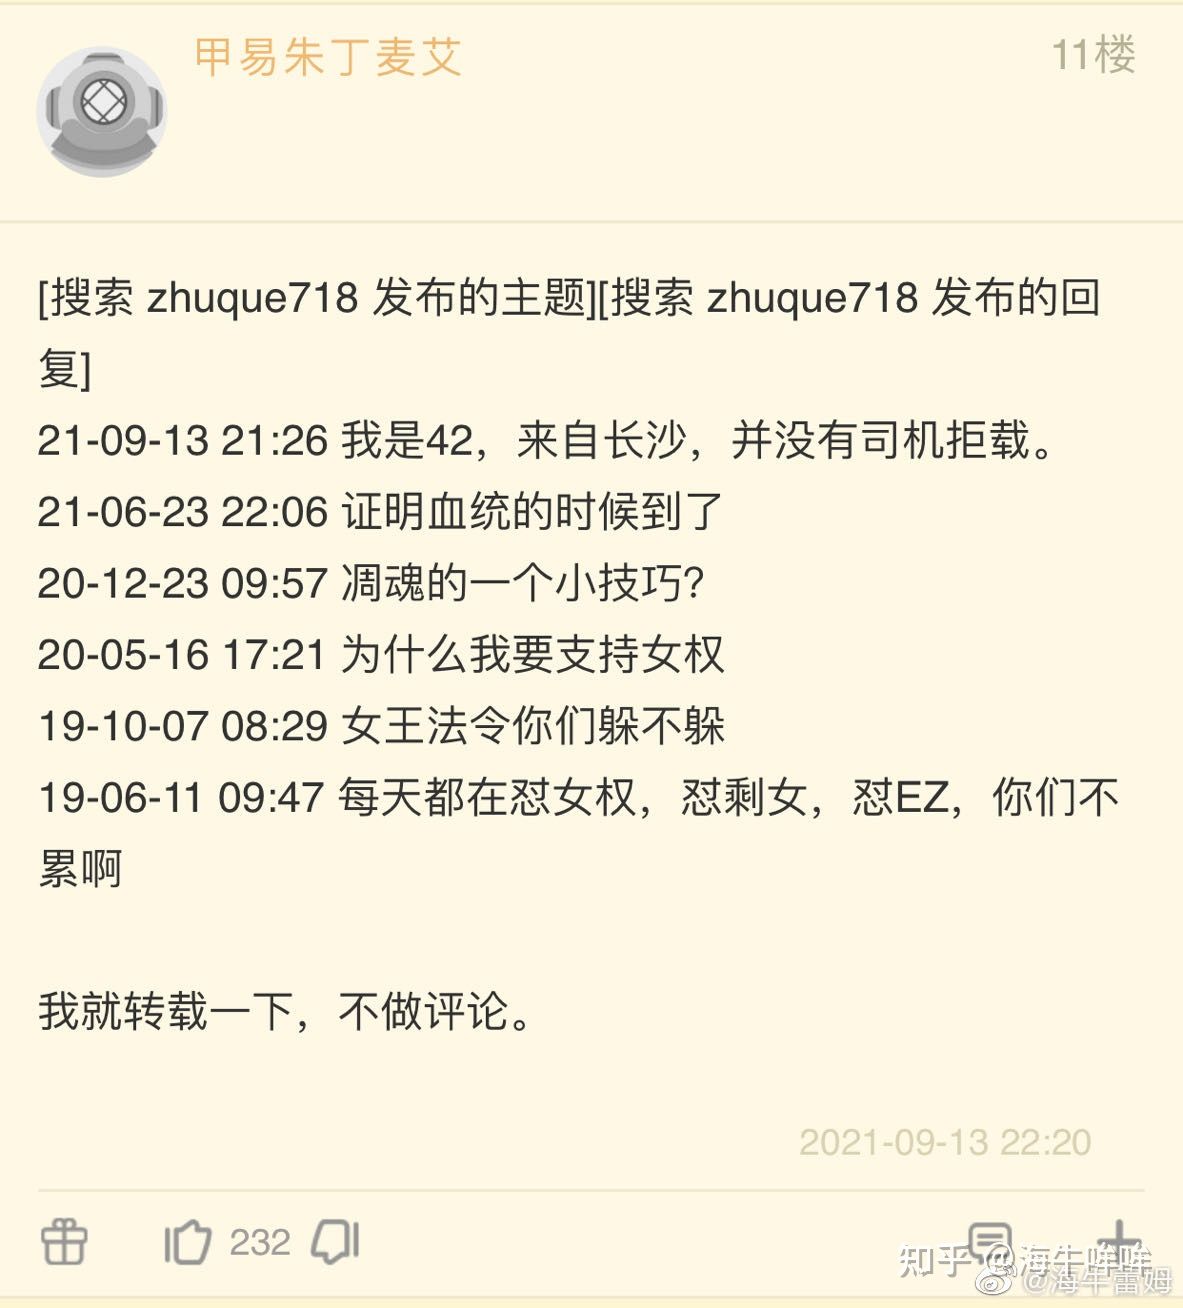 甲易朱丁麦艾
11楼
[搜索 zhuque718 发布的主题][搜索 zhuque718 发布的回
复]
21-09-13 21:26 我是42，来自长沙，并没有司机拒载。
21-06-23 22:06 证明血统的时候到了
20-12-23 09:57 凋魂的一个小技巧?
20-05-16 17:21 为什么我要支持女权
19-10-07 08:29 女王法令你们躲不躲
19-06-11 09:47 每天都在怼女权，怼剩女，怼EZ，你们不
累啊
我就转载一下，不做评论。
2021-09-13 22:20
232
知乎 @海牛哞哞
@海牛雷姆